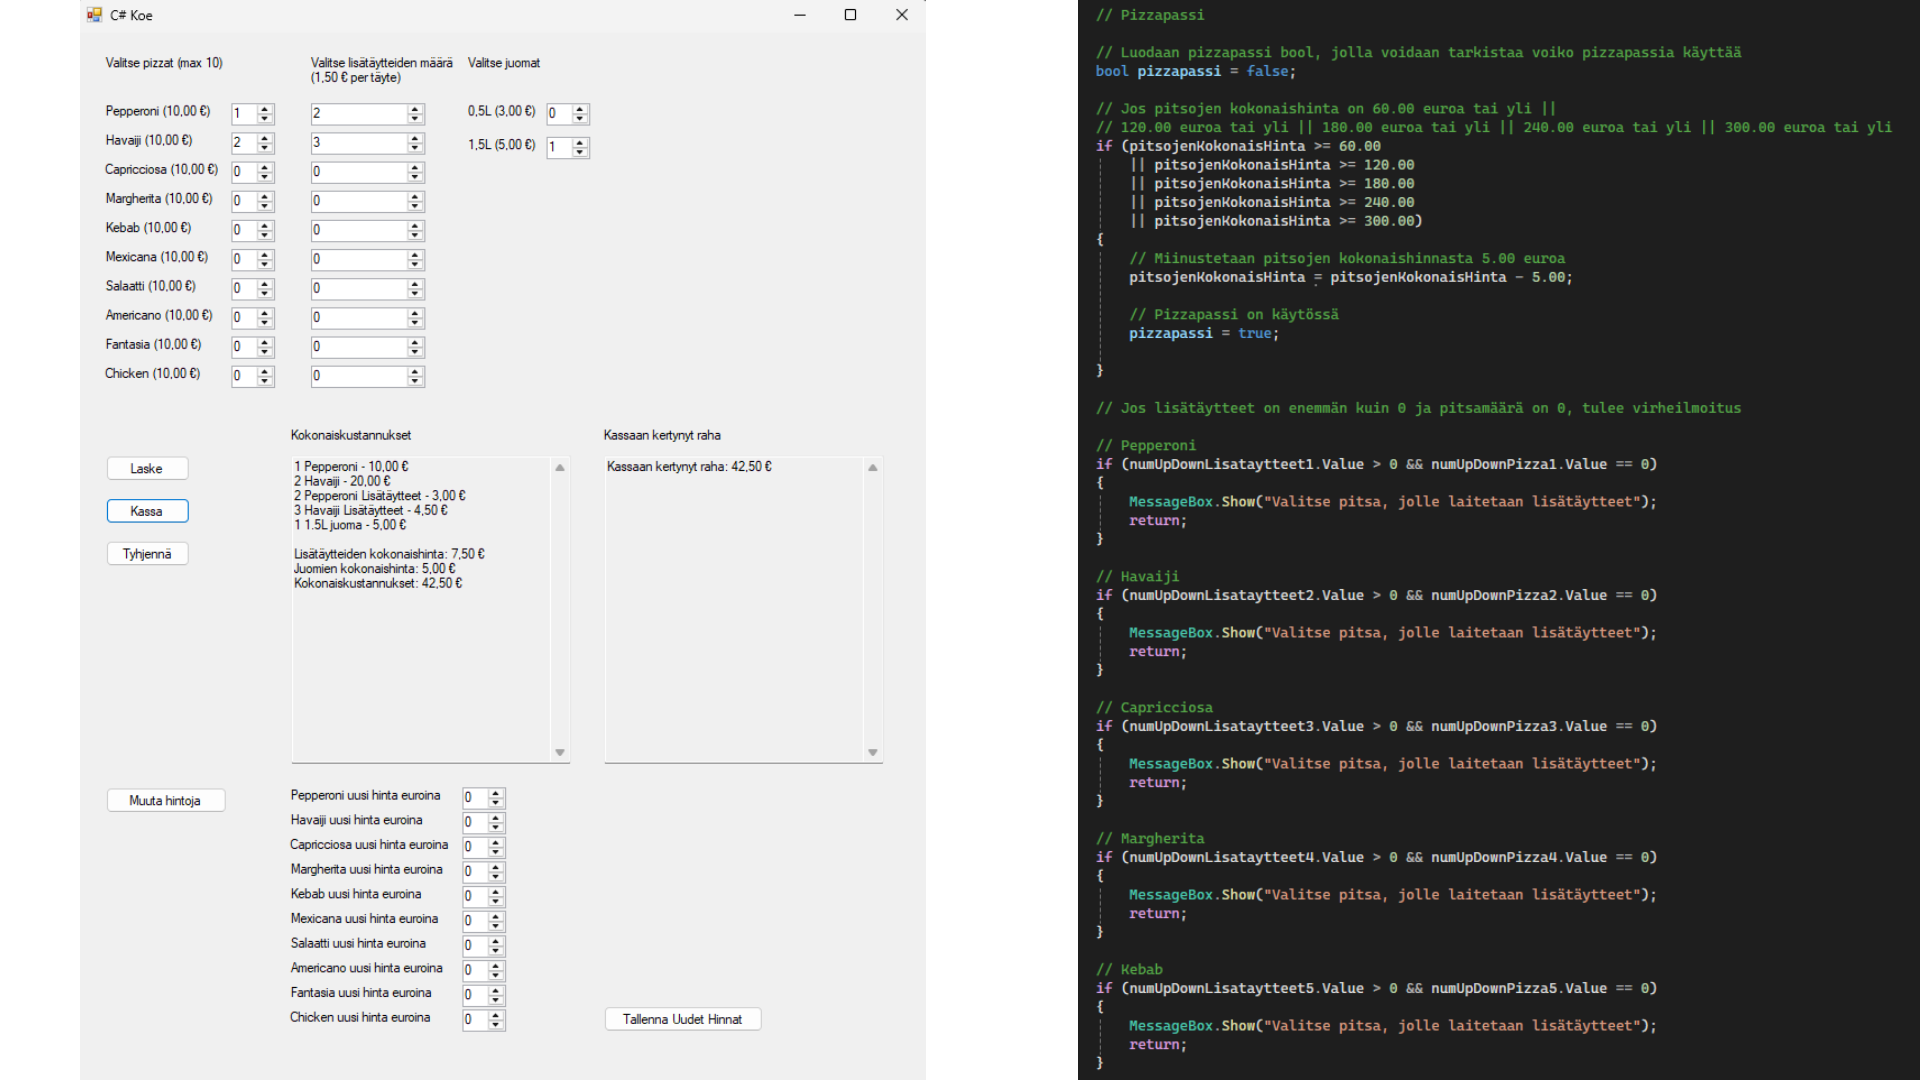 C# Koe
Valitse pizzat (max 10)
Valitse lisätäytteiden määrä
(1,50 € per täyte)
Valitse juomat
Pepperoni (10,00 €) 1 2 0,5L (3,00 €) 0
Havaiji (10,00 €) 2 3 1,5L (5,00 €) 1
Capricciosa (10,00 €) 0 0
Margherita (10,00 €) 0 0
Kebab (10,00 €) 0 0
Mexicana (10,00 €) 0 0
Salaatti (10,00 €) 0 0
Americano (10,00 €) 0 0
Fantasia (10,00 €) 0 0
Chicken (10,00 €) 0 0
Laske
Kassa
Tyhjennä
Kokonaiskustannukset
1 Pepperoni - 10,00 €
2 Havaiji - 20,00 €
2 Pepperoni Lisätäytteet - 3,00 €
3 Havaiji Lisätäytteet - 4,50 €
1 1.5L juoma - 5,00 €
Lisätäytteiden kokonaishinta: 7,50 €
Juomien kokonaishinta: 5,00 €
Kokonaiskustannukset: 42,50 €
Kassaan kertynyt raha
Kassaan kertynyt raha: 42,50 €
Muuta hintoja
Pepperoni uusi hinta euroina 0
Havaiji uusi hinta euroina 0
Capricciosa uusi hinta euroina 0
Margherita uusi hinta euroina 0
Kebab uusi hinta euroina 0
Mexicana uusi hinta euroina 0
Salaatti uusi hinta euroina 0
Americano uusi hinta euroina 0
Fantasia uusi hinta euroina 0
Chicken uusi hinta euroina 0
Tallenna Uudet Hinnat
// Pizzapassi
// Luodaan pizzapassi bool, jolla voidaan tarkistaa voiko pizzapassia käyttää
bool pizzapassi = false;
// Jos pitsojen kokonaishinta on 60.00 euroa tai yli ||
// 120.00 euroa tai yli || 180.00 euroa tai yli || 240.00 euroa tai yli || 300.00 euroa tai yli
if (pitsojenKokonaisHinta >= 60.00
|| pitsojenKokonaisHinta >= 120.00
|| pitsojenKokonaisHinta >= 180.00
|| pitsojenKokonaisHinta >= 240.00
|| pitsojenKokonaisHinta >= 300.00)
{
// Miinustetaan pitsojen kokonaishinnasta 5.00 euroa
pitsojenKokonaisHinta = pitsojenKokonaisHinta - 5.00;
// Pizzapassi on käytössä
pizzapassi = true;
}
// Jos lisätäytteet on enemmän kuin 0 ja pitsamäärä on 0, tulee virheilmoitus
// Pepperoni
if (numUpDownLisataytteet1.Value > 0 && numUpDownPizza1.Value == 0)
{
MessageBox.Show("Valitse pitsa, jolle laitetaan lisätäytteet");
return;
}
// Havaiji
if (numUpDownLisataytteet2.Value > 0 && numUpDownPizza2.Value == 0)
{
MessageBox.Show("Valitse pitsa, jolle laitetaan lisätäytteet");
return;
}
// Capricciosa
if (numUpDownLisataytteet3.Value > 0 && numUpDownPizza3.Value == 0)
{
MessageBox.Show("Valitse pitsa, jolle laitetaan lisätäytteet");
return;
}
// Margherita
if (numUpDownLisataytteet4.Value > 0 && numUpDownPizza4.Value == 0)
{
MessageBox.Show("Valitse pitsa, jolle laitetaan lisätäytteet");
return;
}
// Kebab
if (numUpDownLisataytteet5.Value > 0 && numUpDownPizza5.Value == 0)
{
MessageBox.Show("Valitse pitsa, jolle laitetaan lisätäytteet");
return;
}